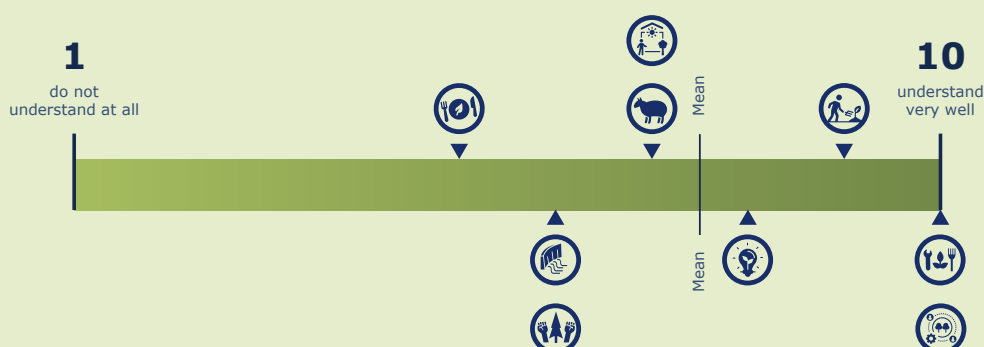 1
do not
understand at all
Mean
10
understand
very well
Mean